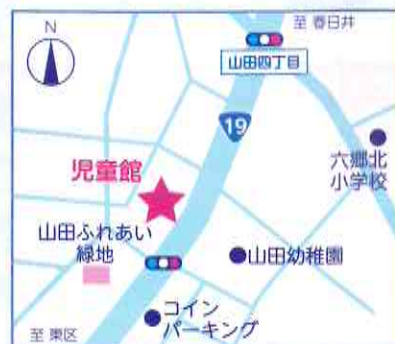 N
至 春日井
山田四丁目
19
六郷北
小学校
児童館
山田ふれあい
緑地
山田幼稚園
コイン
パーキング
至 東区